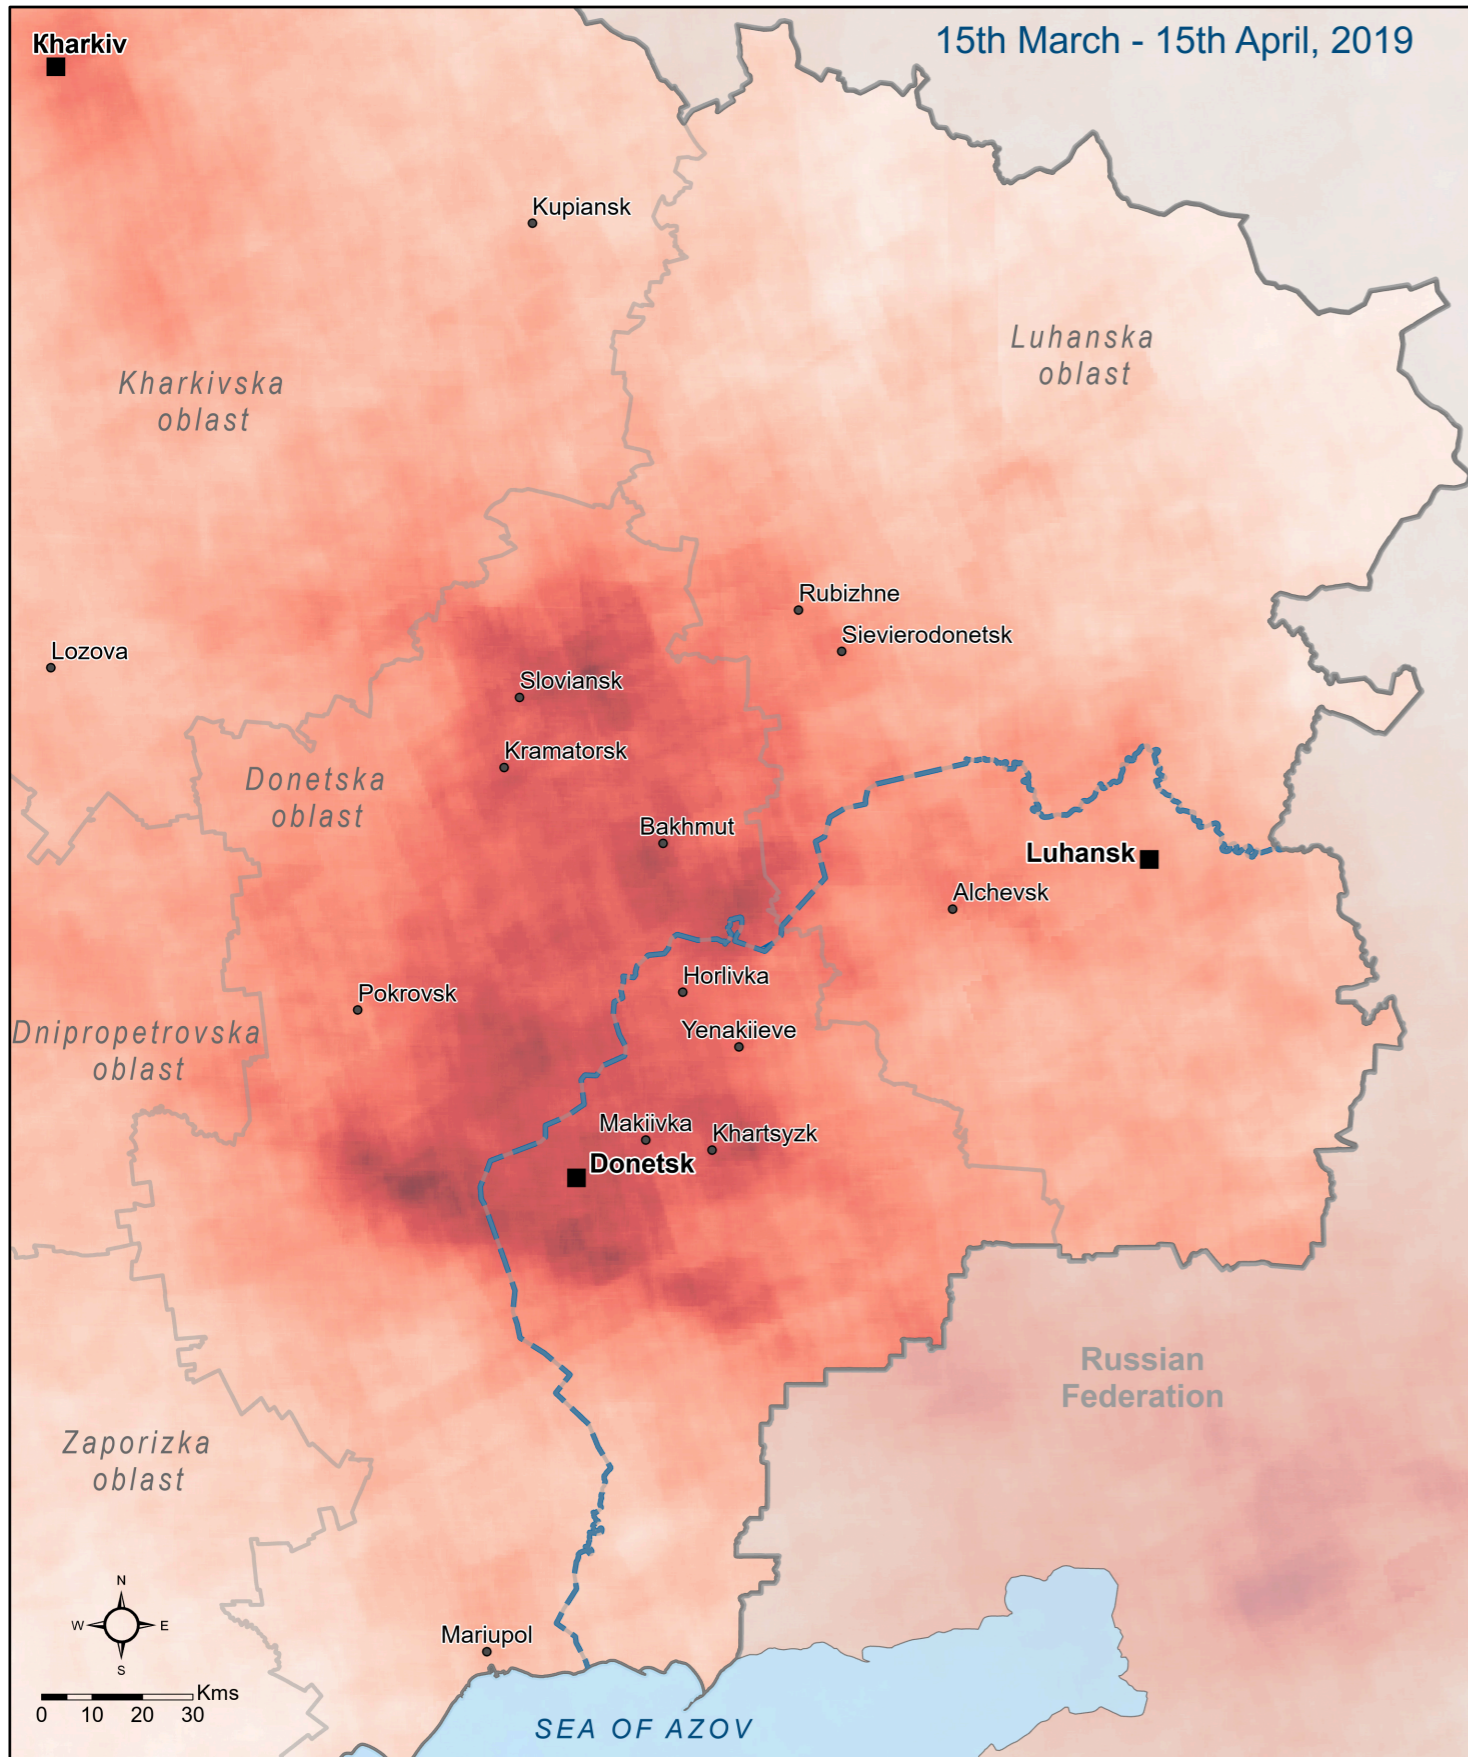 Kharkiv
15th March - 15th April, 2019
Kupiansk
Luhanska
oblast
Kharkivska
oblast
Rubizhne
Sievierodonetsk
Lozova
Sloviansk
Kramatorsk
Donetska
oblast
Bakhmut
Luhansk
Alchevsk
Horlivka
Pokrovsk
Yenakiieve
Dnipropetrovska
oblast
Makiivka
Khartsyzk
Donetsk
Russian
Federation
Zaporizka
oblast
N
W E
S
Mariupol
Kms
0 10 20 30
SEA OF AZOV